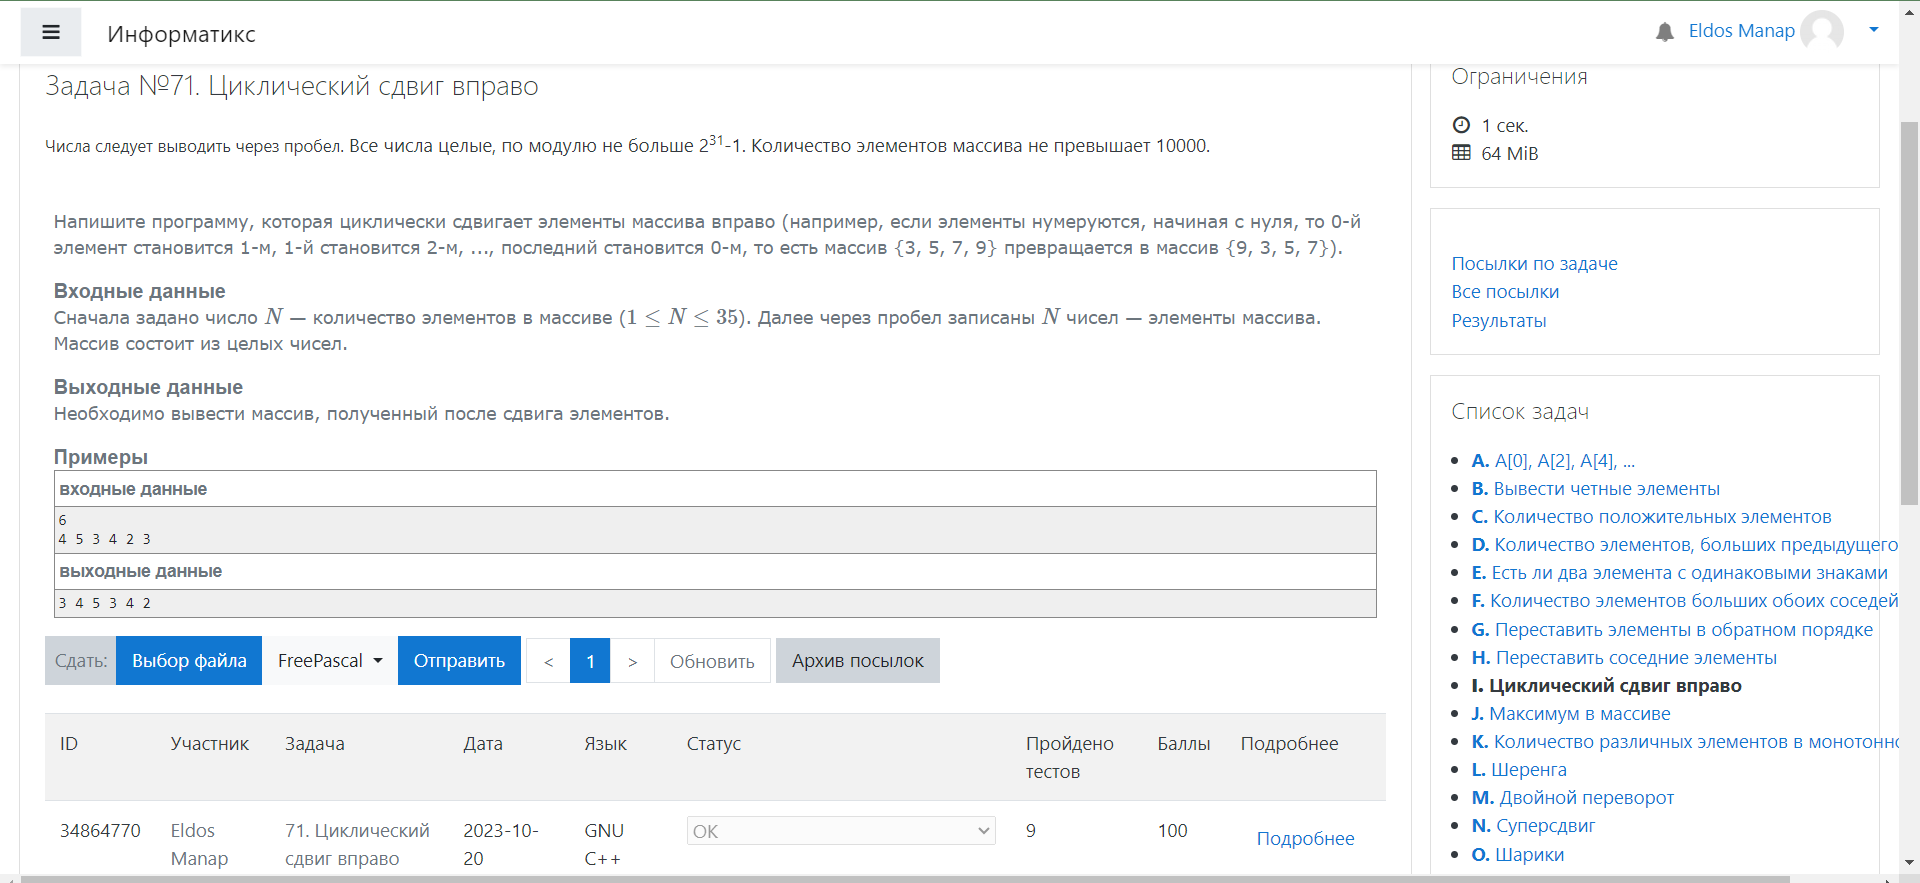 Информатикс
Eldos Manap
Задача №71. Циклический сдвиг вправо
Числа следует выводить через пробел. Все числа целые, по модулю не больше 2^31-1. Количество элементов массива не превышает 10000.
Напишите программу, которая циклически сдвигает элементы массива вправо (например, если элементы нумеруются, начиная с нуля, то 0-й
элемент становится 1-м, 1-й становится 2-м, ..., последний становится 0-м, то есть массив {3, 5, 7, 9} превращается в массив {9, 3, 5, 7}).
Входные данные
Сначала задано число N — количество элементов в массиве (1 ≤ N ≤ 35). Далее через пробел записаны N чисел — элементы массива.
Массив состоит из целых чисел.
Выходные данные
Необходимо вывести массив, полученный после сдвига элементов.
Примеры
входные данные
6
4 5 3 4 2 3
выходные данные
3 4 5 3 4 2
Сдать: Выбор файла FreePascal Отправить < 1 > Обновить Архив посылок
ID Участник Задача Дата Язык Статус Пройдено тестов Баллы Подробнее
34864770 Eldos Manap 71. Циклический сдвиг вправо 2023-10-20 GNU C++ OK 9 100 Подробнее
Ограничения
1 сек.
64 MiB
Посылки по задаче
Все посылки
Результаты
Список задач
A. A[0], A[2], A[4], ...
B. Вывести четные элементы
C. Количество положительных элементов
D. Количество элементов, больших предыдущего
E. Есть ли два элемента с одинаковыми знаками
F. Количество элементов больших обоих соседей
G. Переставить элементы в обратном порядке
H. Переставить соседние элементы
I. Циклический сдвиг вправо
J. Максимум в массиве
K. Количество различных элементов в монотонно
L. Шеренга
M. Двойной переворот
N. Суперсдвиг
O. Шарики